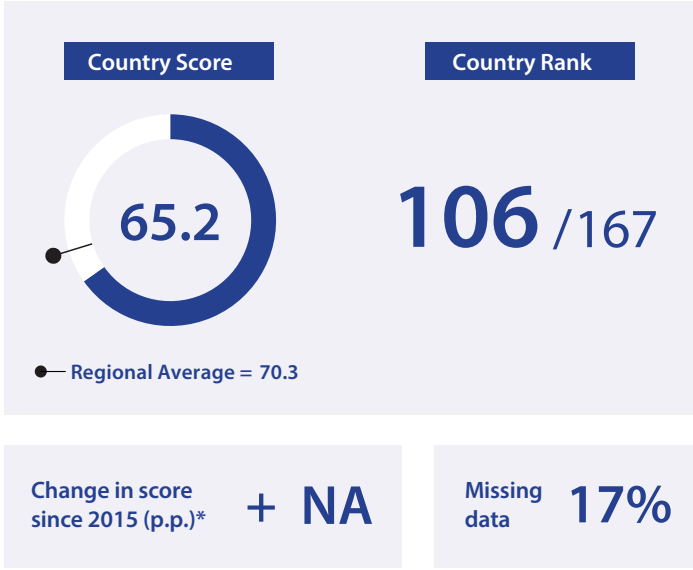 Country Score
Country Rank
65.2
106 /167
Regional Average = 70.3
Change in score
since 2015 (p.p.)*
+ NA
Missing
data
17%